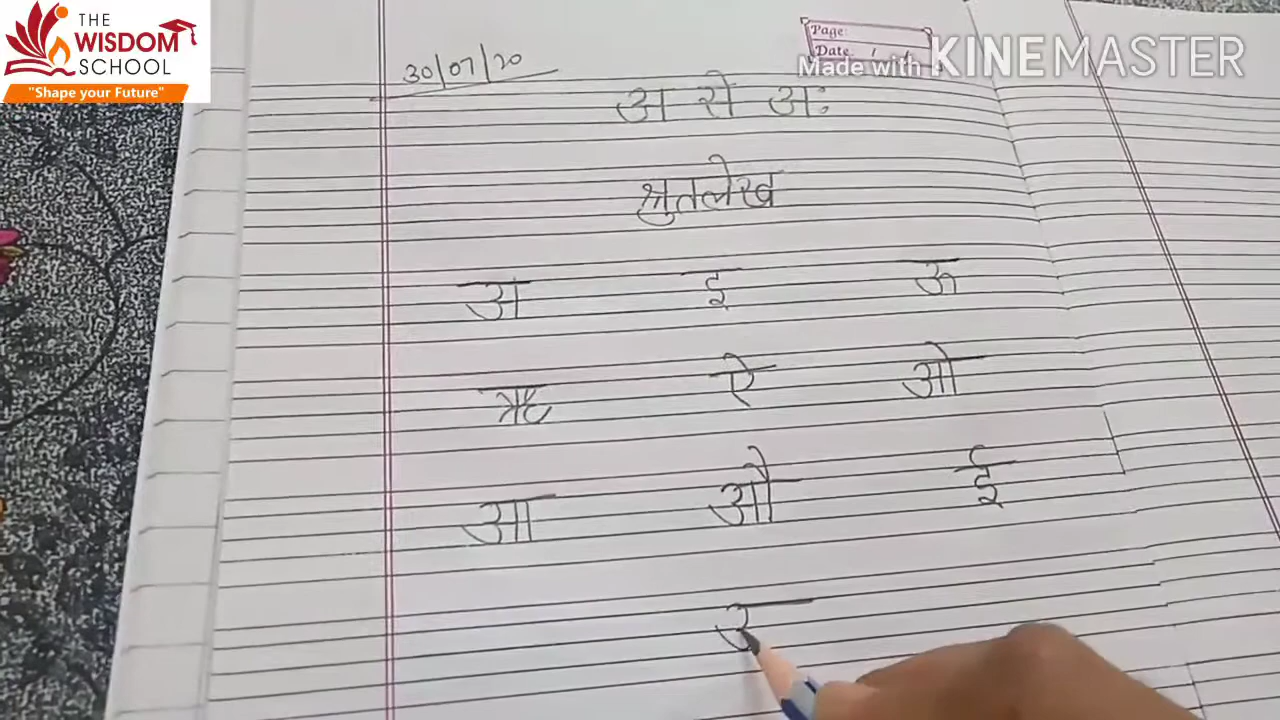 THE
WISDOM
SCHOOL
"Shape your Future"
Page:
Date:
Made with KINEMASTER
30/07/20
अ से अः
श्रुतलेख
अ इ ऊ
ऋ ऐ ओ
आ औ ई
उ